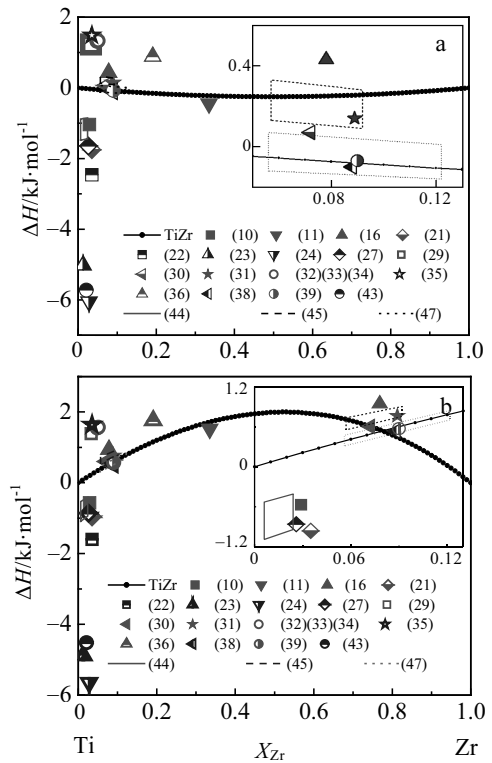 a
ΔH/kJ·mol⁻¹
2
0
−2
−4
−6
0.4
0
0.08
0.12
TiZr (10) (11) (16) (21)
(22) (23) (24) (27) (29)
(30) (31) (32)(33)(34) (35)
(36) (38) (39) (43)
(44) (45) (47)
0 0.2 0.4 0.6 0.8 1.0
b
ΔH/kJ·mol⁻¹
4
2
0
−2
−4
−6
1.2
0
−1.2
0 0.06 0.12
TiZr (10) (11) (16) (21)
(22) (23) (24) (27) (29)
(30) (31) (32)(33)(34) (35)
(36) (38) (39) (43)
(44) (45) (47)
0 0.2 0.4 0.6 0.8 1.0
Ti XZr Zr